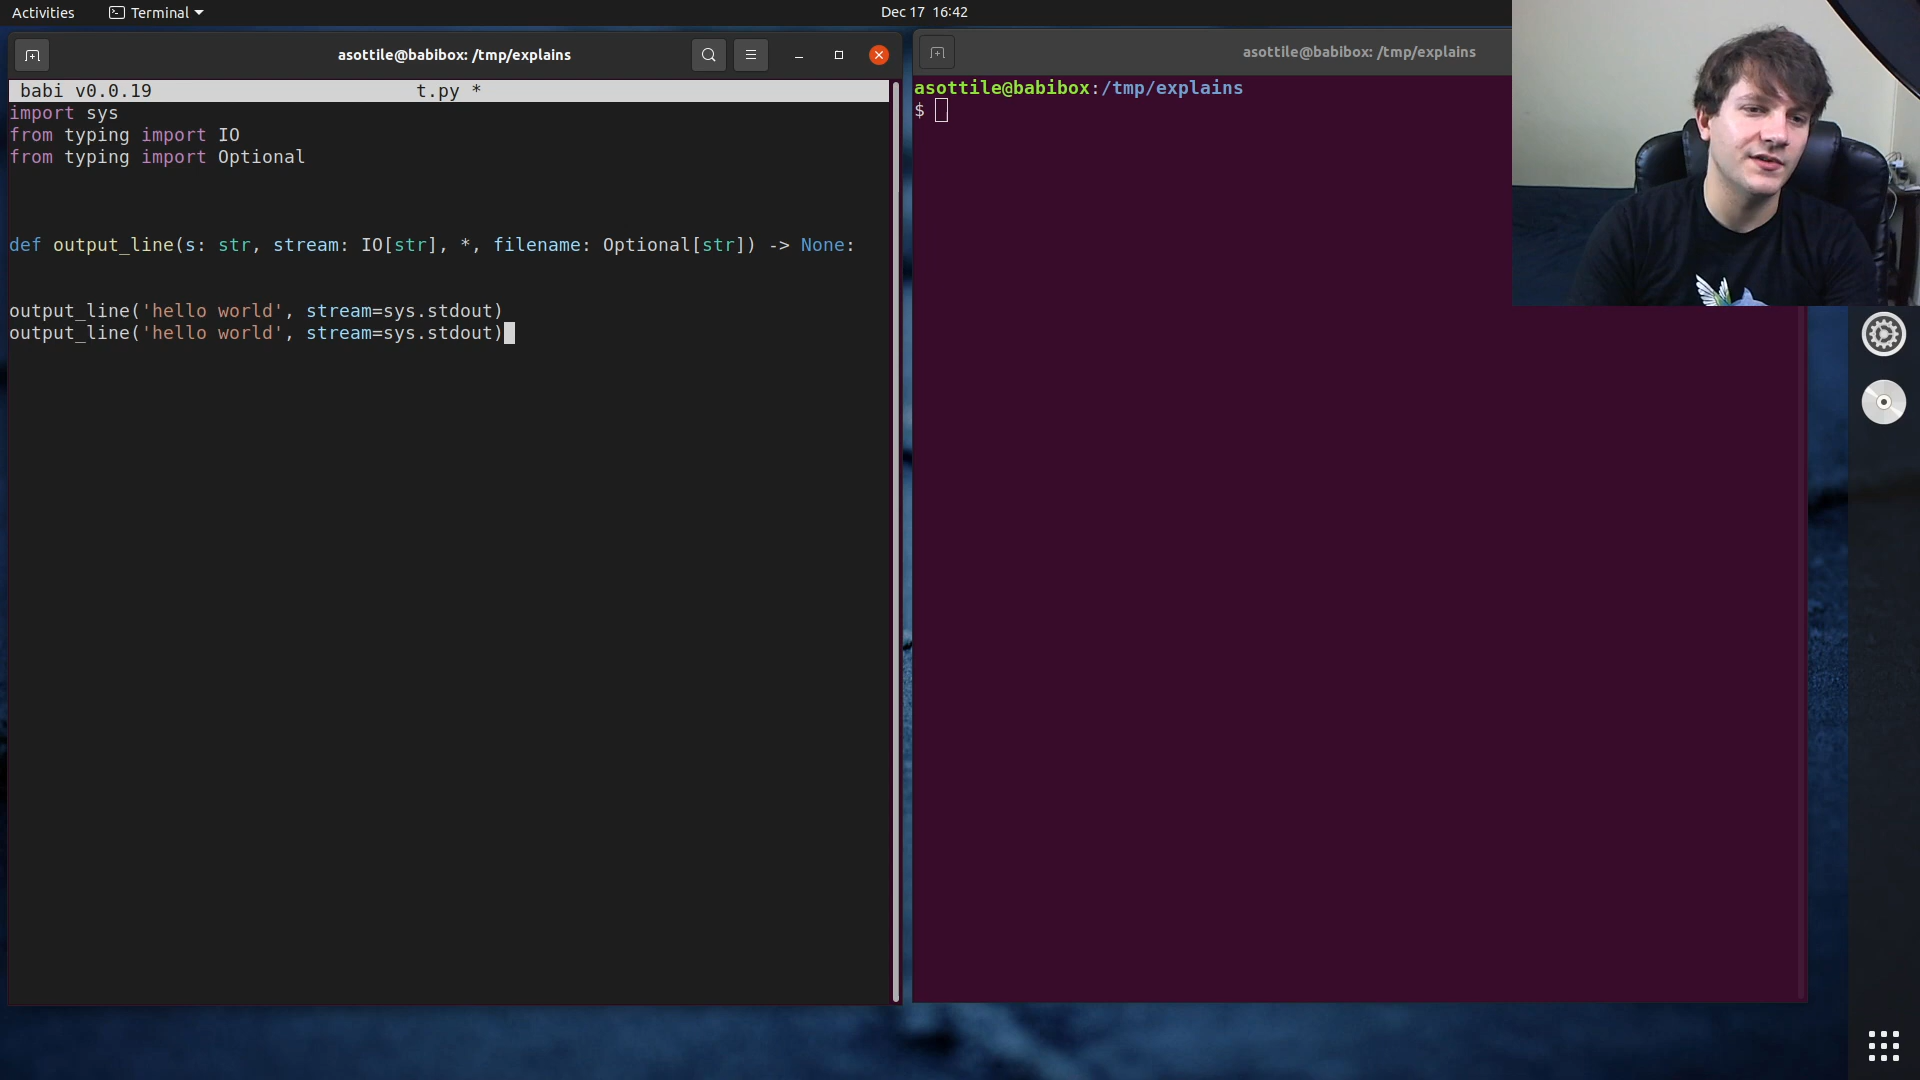 Activities Terminal Dec 17 16:42
asottile@babibox: /tmp/explains
babi v0.0.19 t.py *
import sys
from typing import IO
from typing import Optional
def output_line(s: str, stream: IO[str], *, filename: Optional[str]) -> None:
output_line('hello world', stream=sys.stdout)
output_line('hello world', stream=sys.stdout)
asottile@babibox: /tmp/explains
asottile@babibox:/tmp/explains
$